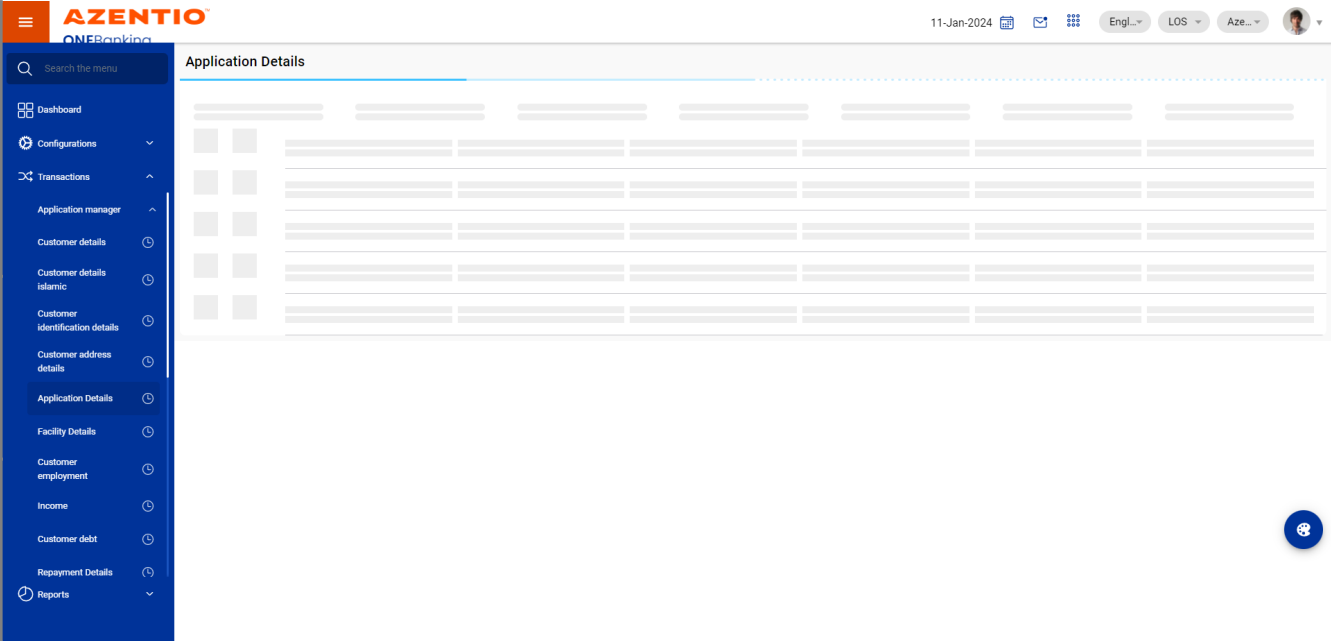 AZENTIO™
ONEBanking
11-Jan-2024
Engl...
LOS
Aze...
Search the menu
Application Details
Dashboard
Configurations
Transactions
Application manager
Customer details
Customer details
islamic
Customer
identification details
Customer address
details
Application Details
Facility Details
Customer
employment
Income
Customer debt
Repayment Details
Reports